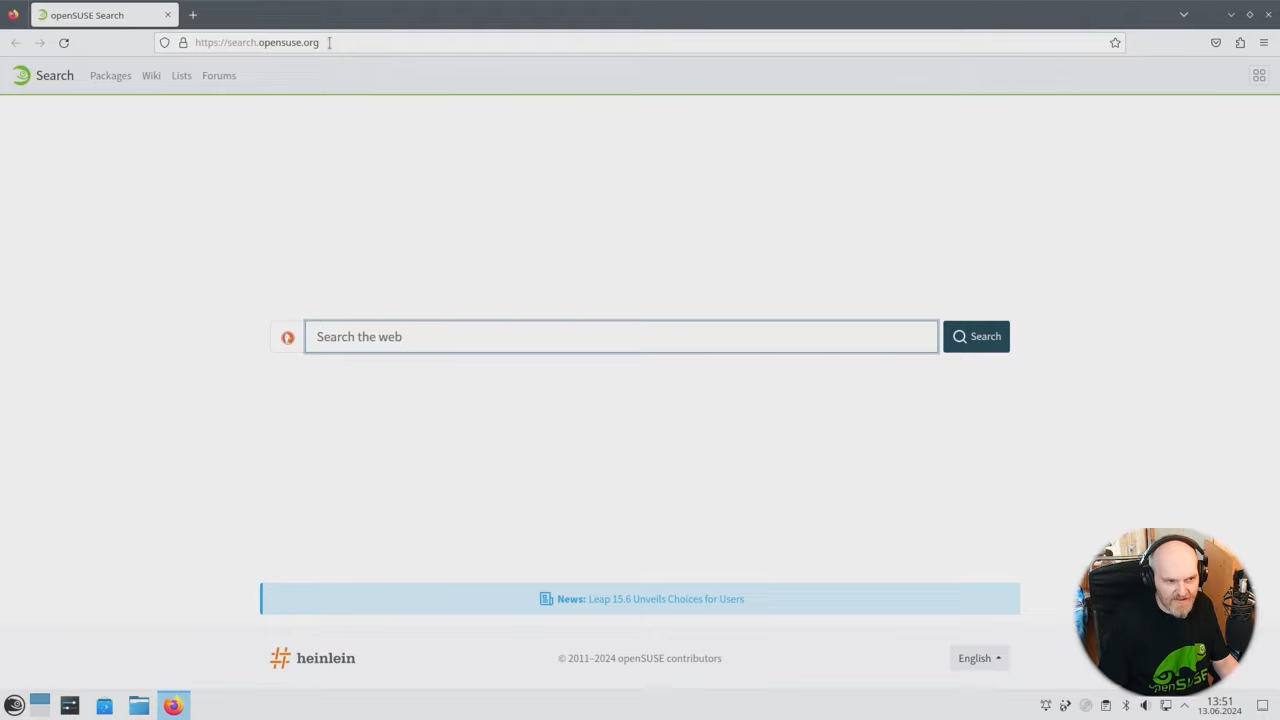 openSUSE Search
https://search.opensuse.org
Search Packages Wiki Lists Forums
Search the web
Search
News: Leap 15.6 Unveils Choices for Users
heinlein
© 2011–2024 openSUSE contributors
English
openSUSE
13:51
13.06.2024